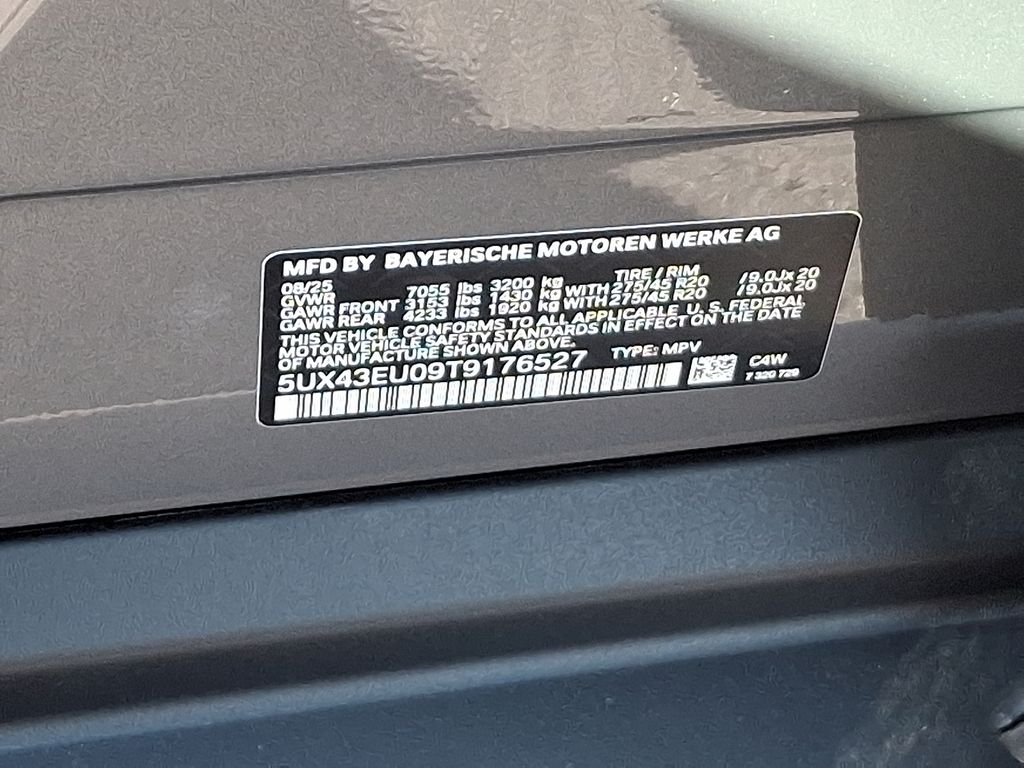 MFD BY BAYERISCHE MOTOREN WERKE AG
08/25 TIRE / RIM
GVWR 7055 lbs 3200 kg
GAWR FRONT 3153 lbs 1430 kg WITH 275/45 R20 / 9.0Jx 20
GAWR REAR 4233 lbs 1920 kg WITH 275/45 R20 / 9.0Jx 20
THIS VEHICLE CONFORMS TO ALL APPLICABLE U. S. FEDERAL
MOTOR VEHICLE SAFETY STANDARDS IN EFFECT ON THE DATE
OF MANUFACTURE SHOWN ABOVE.
5UX43EU09T9176527 TYPE: MPV
C4W
7 320 729